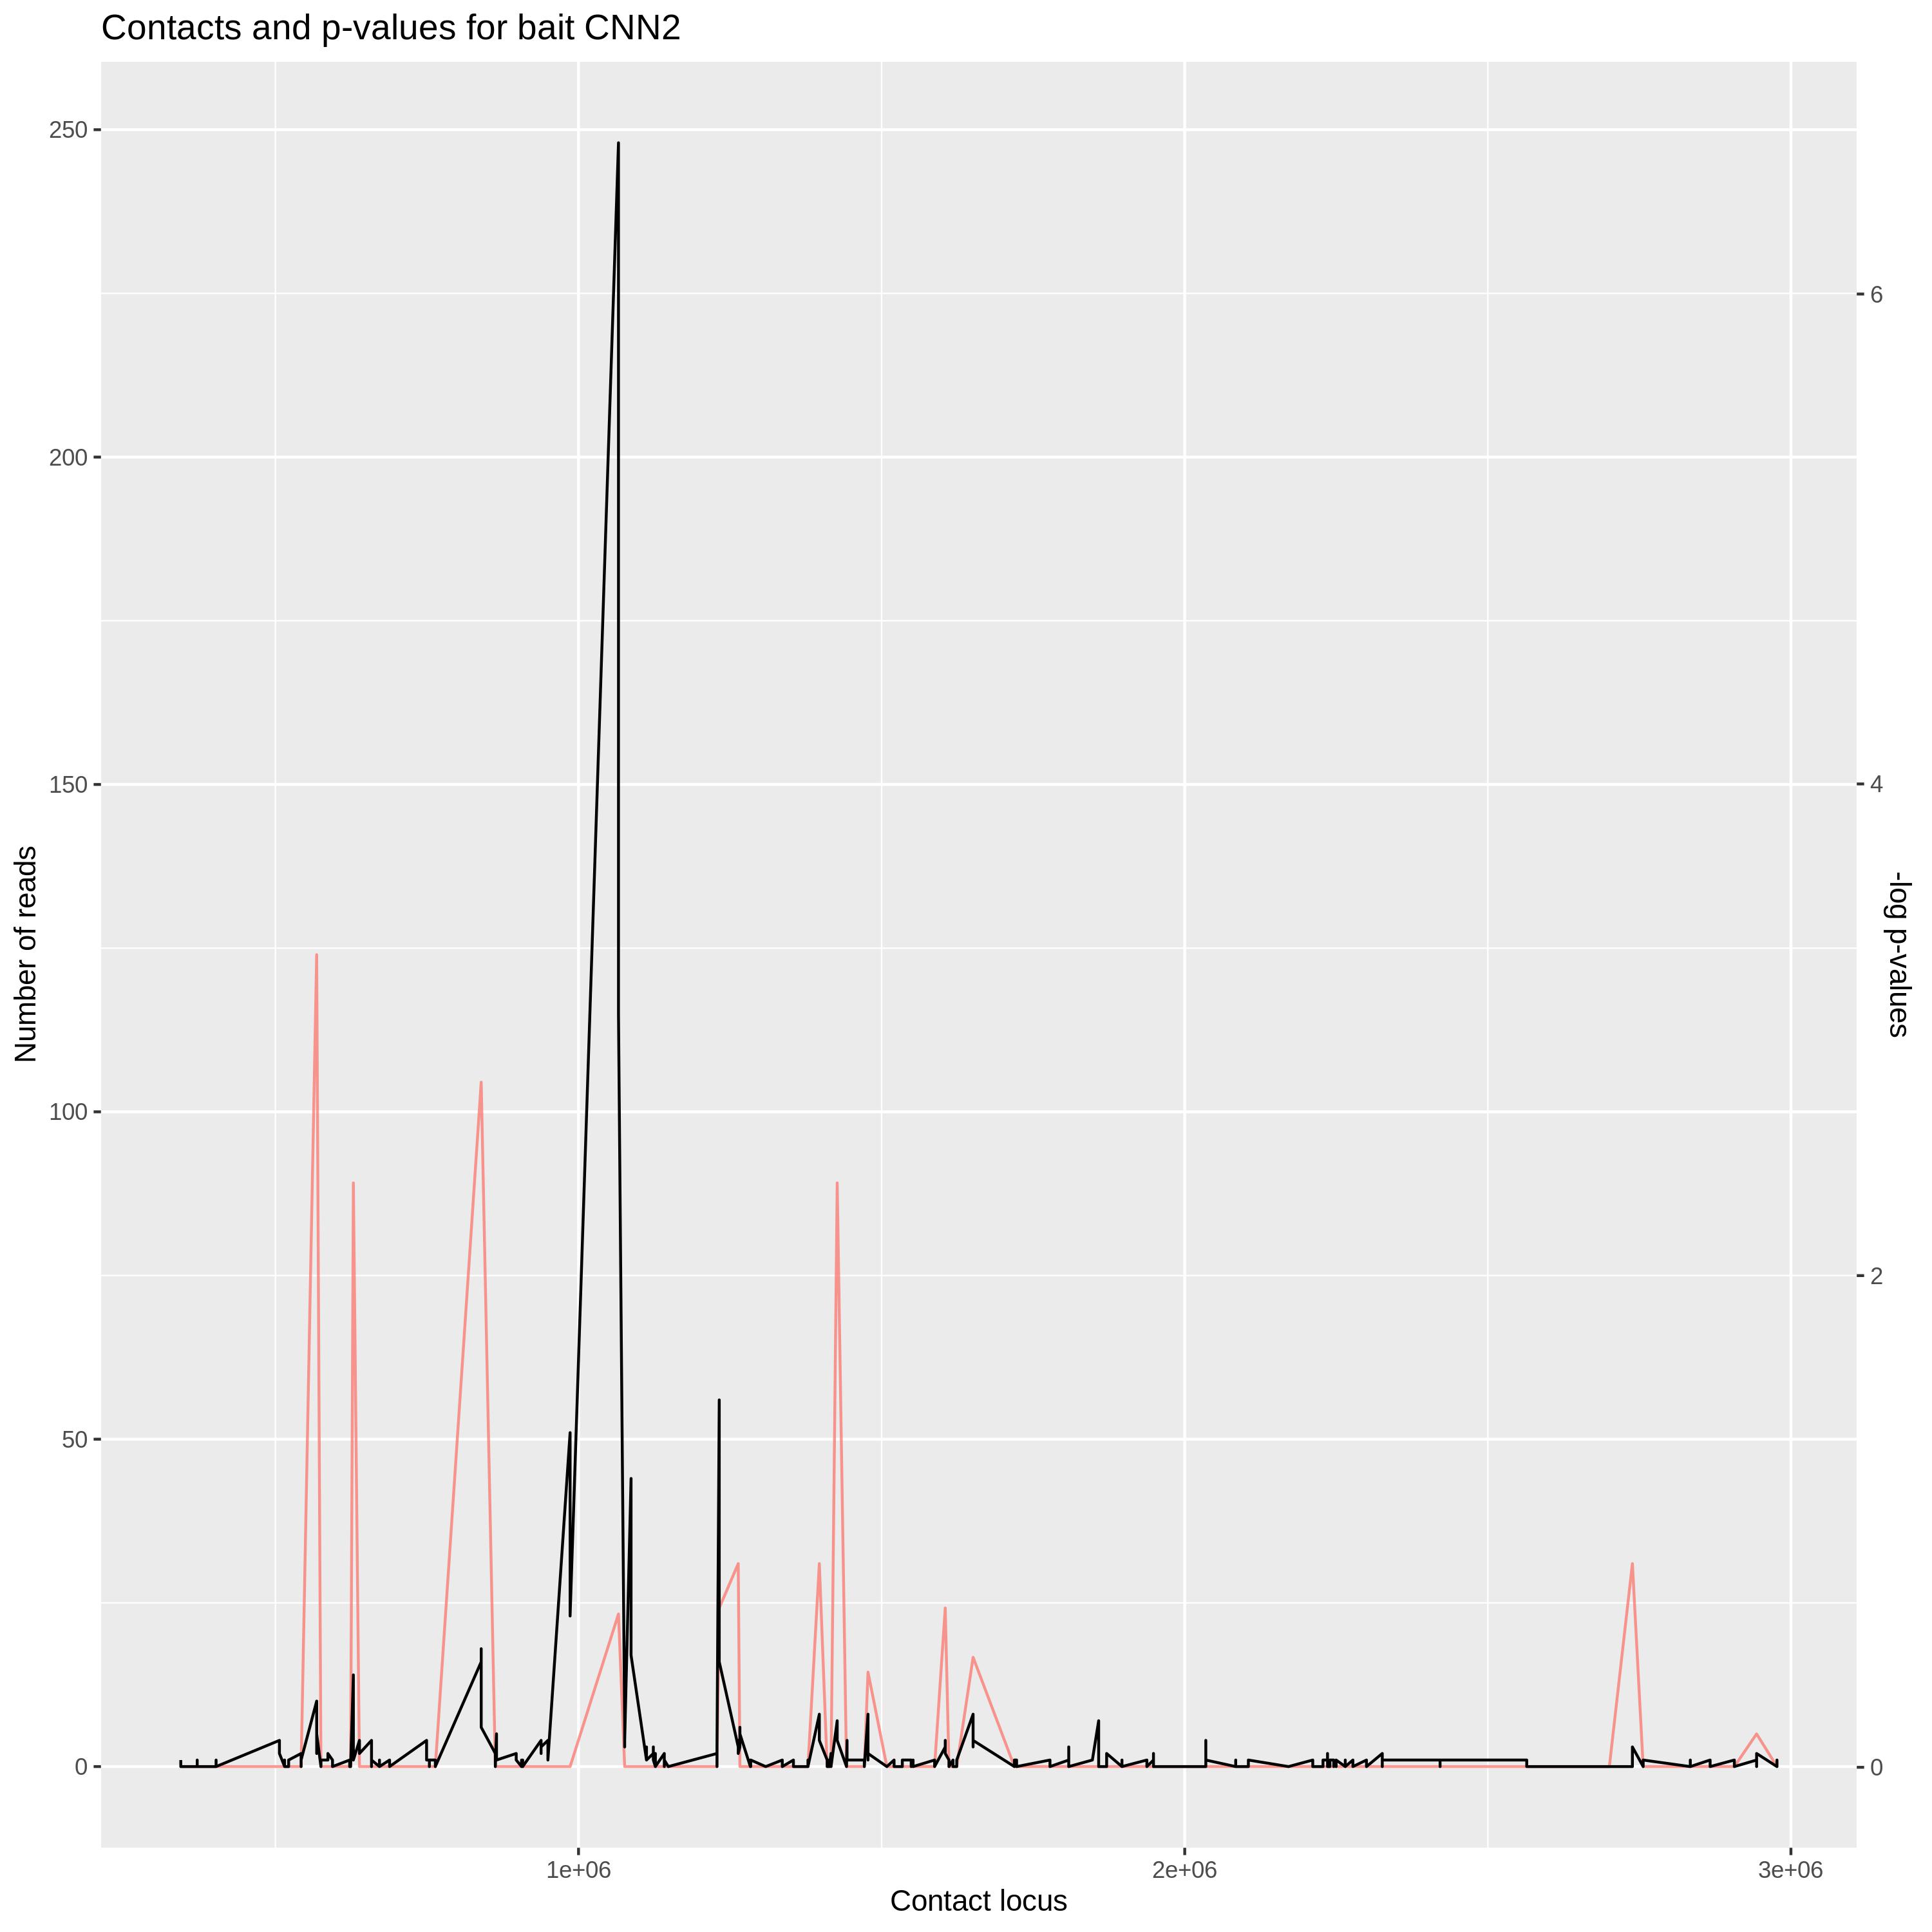 Contacts and p-values for bait CNN2
250
200
150
100
50
0
Number of reads
6
4
2
0
-log p-values
1e+06
2e+06
3e+06
Contact locus